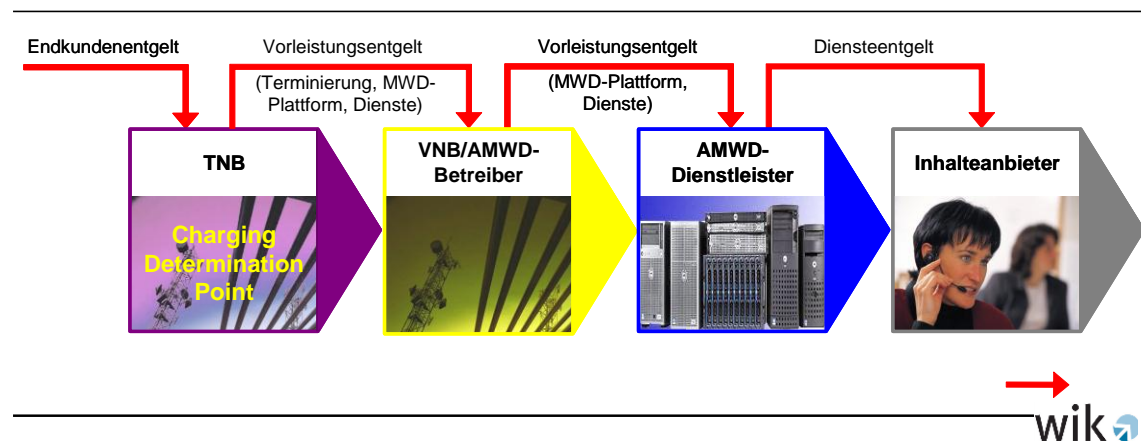 Endkundenentgelt
Vorleistungsentgelt
(Terminierung, MWD-
Plattform, Dienste)
Vorleistungsentgelt
(MWD-Plattform,
Dienste)
Diensteentgelt
TNB
VNB/AMWD-
Betreiber
AMWD-
Dienstleister
Inhalteanbieter
Charging
Determination
Point
wik